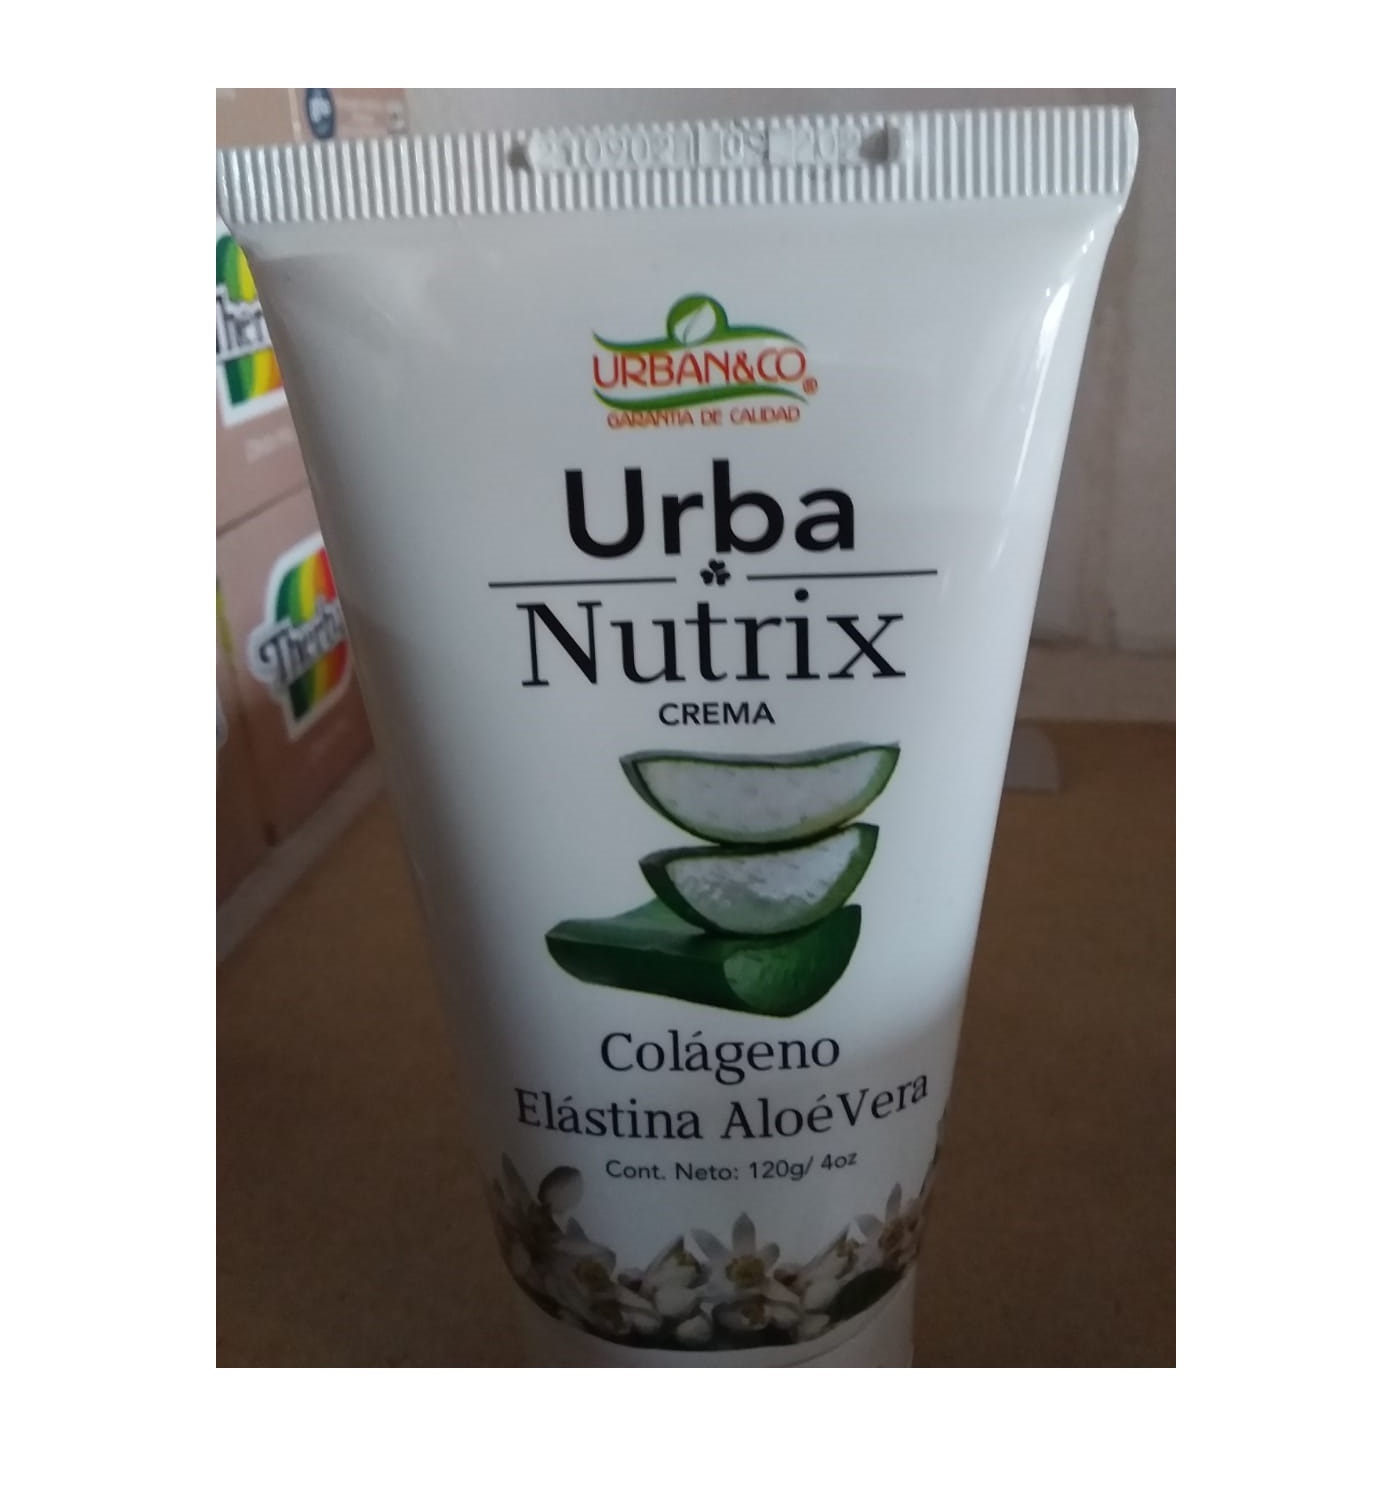 URBAN&CO®
GARANTIA DE CALIDAD
Urba
Nutrix
CREMA
Colágeno
Elástina AloéVera
Cont. Neto: 120g/ 4oz